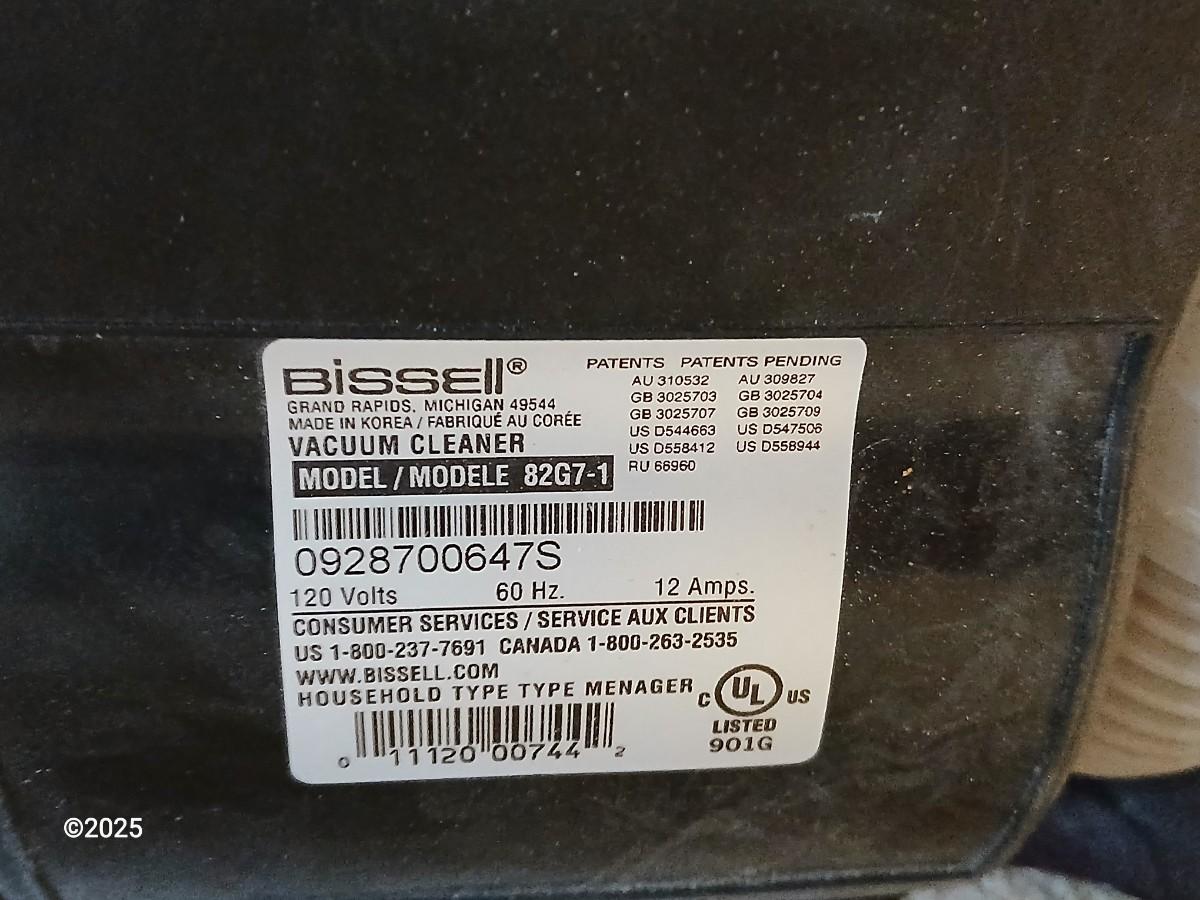 BISSELL®
GRAND RAPIDS, MICHIGAN 49544
MADE IN KOREA / FABRIQUÉ AU CORÉE
VACUUM CLEANER
MODEL / MODELE 82G7-1
PATENTS PATENTS PENDING
AU 310532 AU 309827
GB 3025703 GB 3025704
GB 3025707 GB 3025709
US D544663 US D547506
US D558412 US D558944
RU 66960
0928700647S
120 Volts 60 Hz. 12 Amps.
CONSUMER SERVICES / SERVICE AUX CLIENTS
US 1-800-237-7691 CANADA 1-800-263-2535
WWW.BISSELL.COM
HOUSEHOLD TYPE TYPE MENAGER
C UL US
LISTED
901G
0 11120 00744 2
©2025